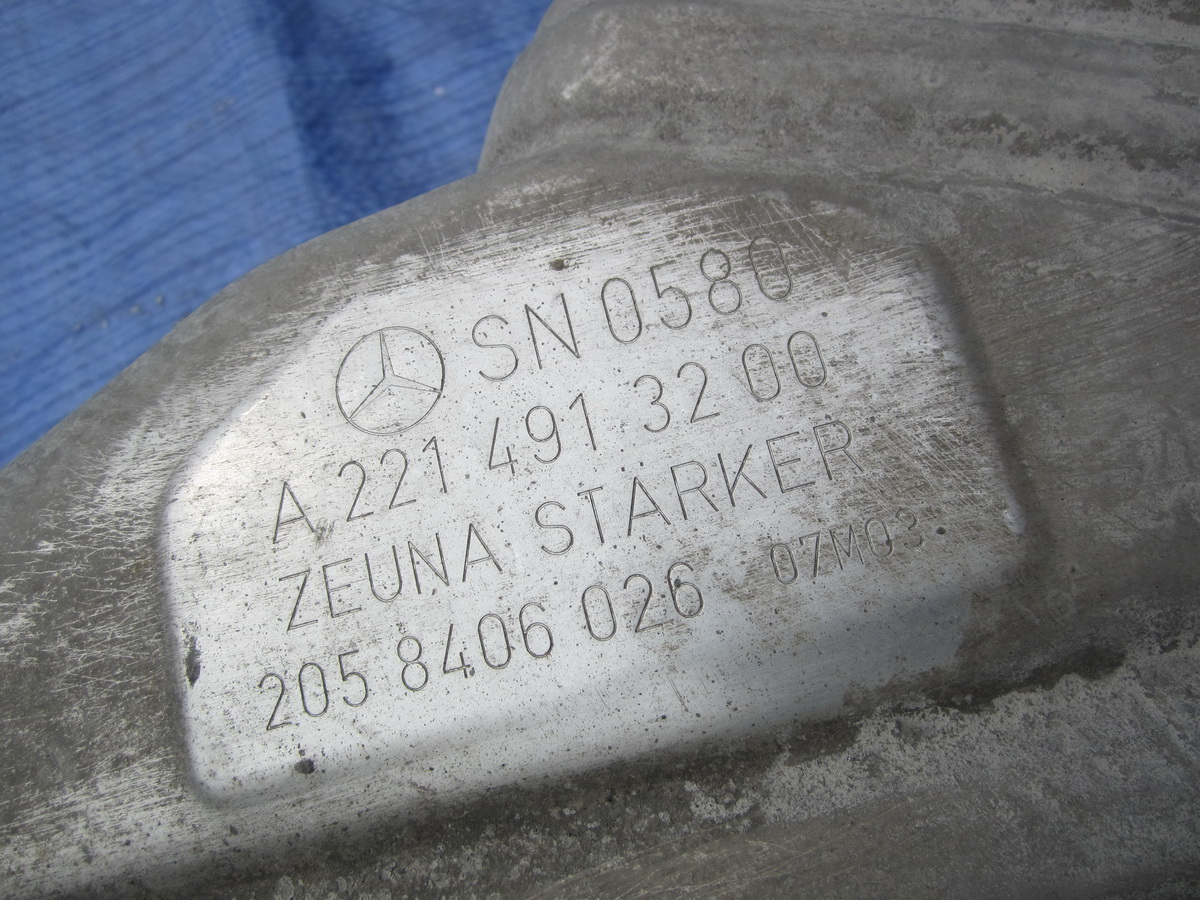 SN 0580
A 221 491 32 00
ZEUNA STARKER
205 8406 026 07M03